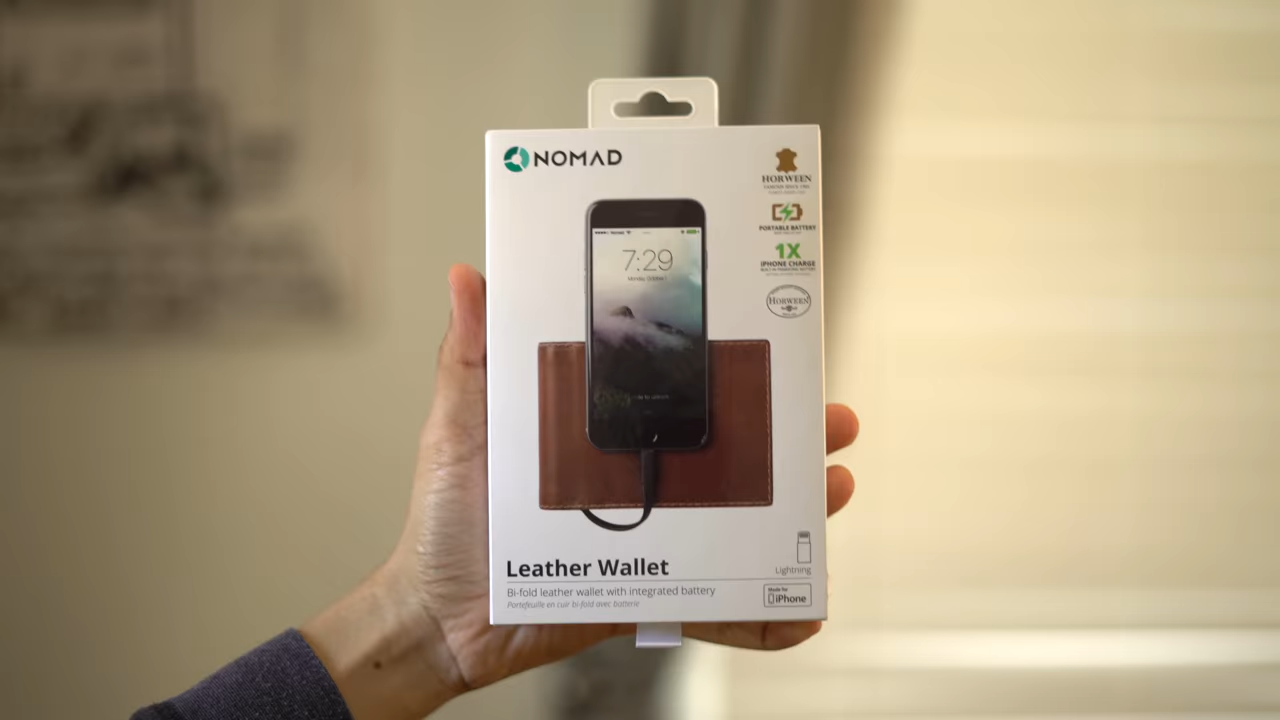 NOMAD
HORWEEN
PORTABLE BATTERY
1X
IPHONE CHARGE
HORWEEN
7:29
Leather Wallet
Bi-fold leather wallet with integrated battery
Portefeuille en cuir bi-fold avec batterie
Lightning
Made for
iPhone